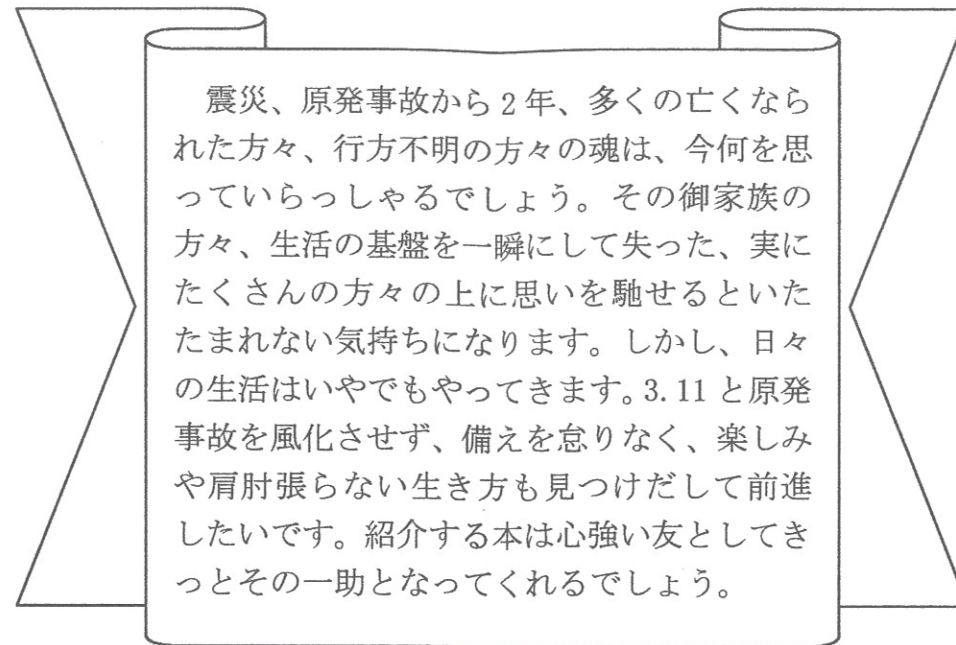 震災、原発事故から2年、多くの亡くなら
れた方々、行方不明の方々の魂は、今何を思
っていらっしゃるでしょう。その御家族の
方々、生活の基盤を一瞬にして失った、実に
たくさんの方々の上に思いを馳せるといた
たまれない気持ちになります。しかし、日々
の生活はいやでもやってきます。3.11と原発
事故を風化させず、備えを怠りなく、楽しみ
や肩肘張らない生き方も見つけだして前進
したいです。紹介する本は心強い友としてき
っとその一助となってくれるでしょう。